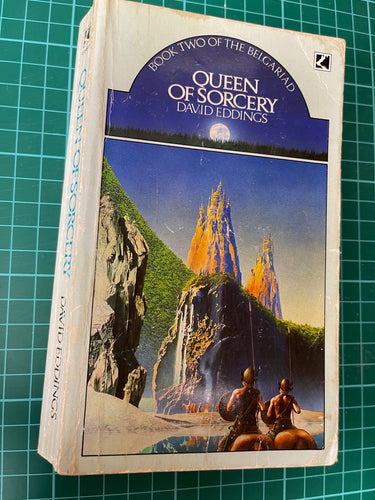 BOOK TWO OF THE BELGARIAD
QUEEN
OF SORCERY
DAVID EDDINGS
QUEEN OF SORCERY
DAVID EDDINGS